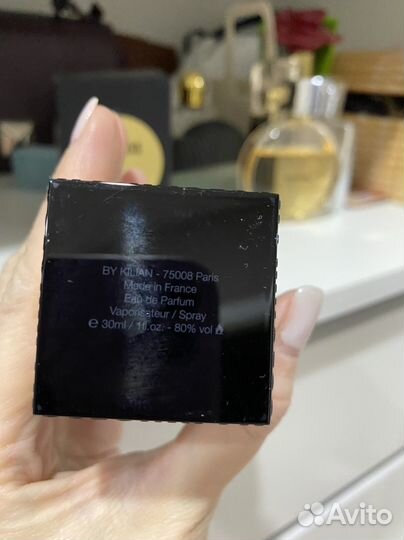 BY KILIAN - 75008 Paris
Made in France
Eau de Parfum
Vaporisateur / Spray
℮ 30ml / 1fl.oz. - 80% vol
Avito